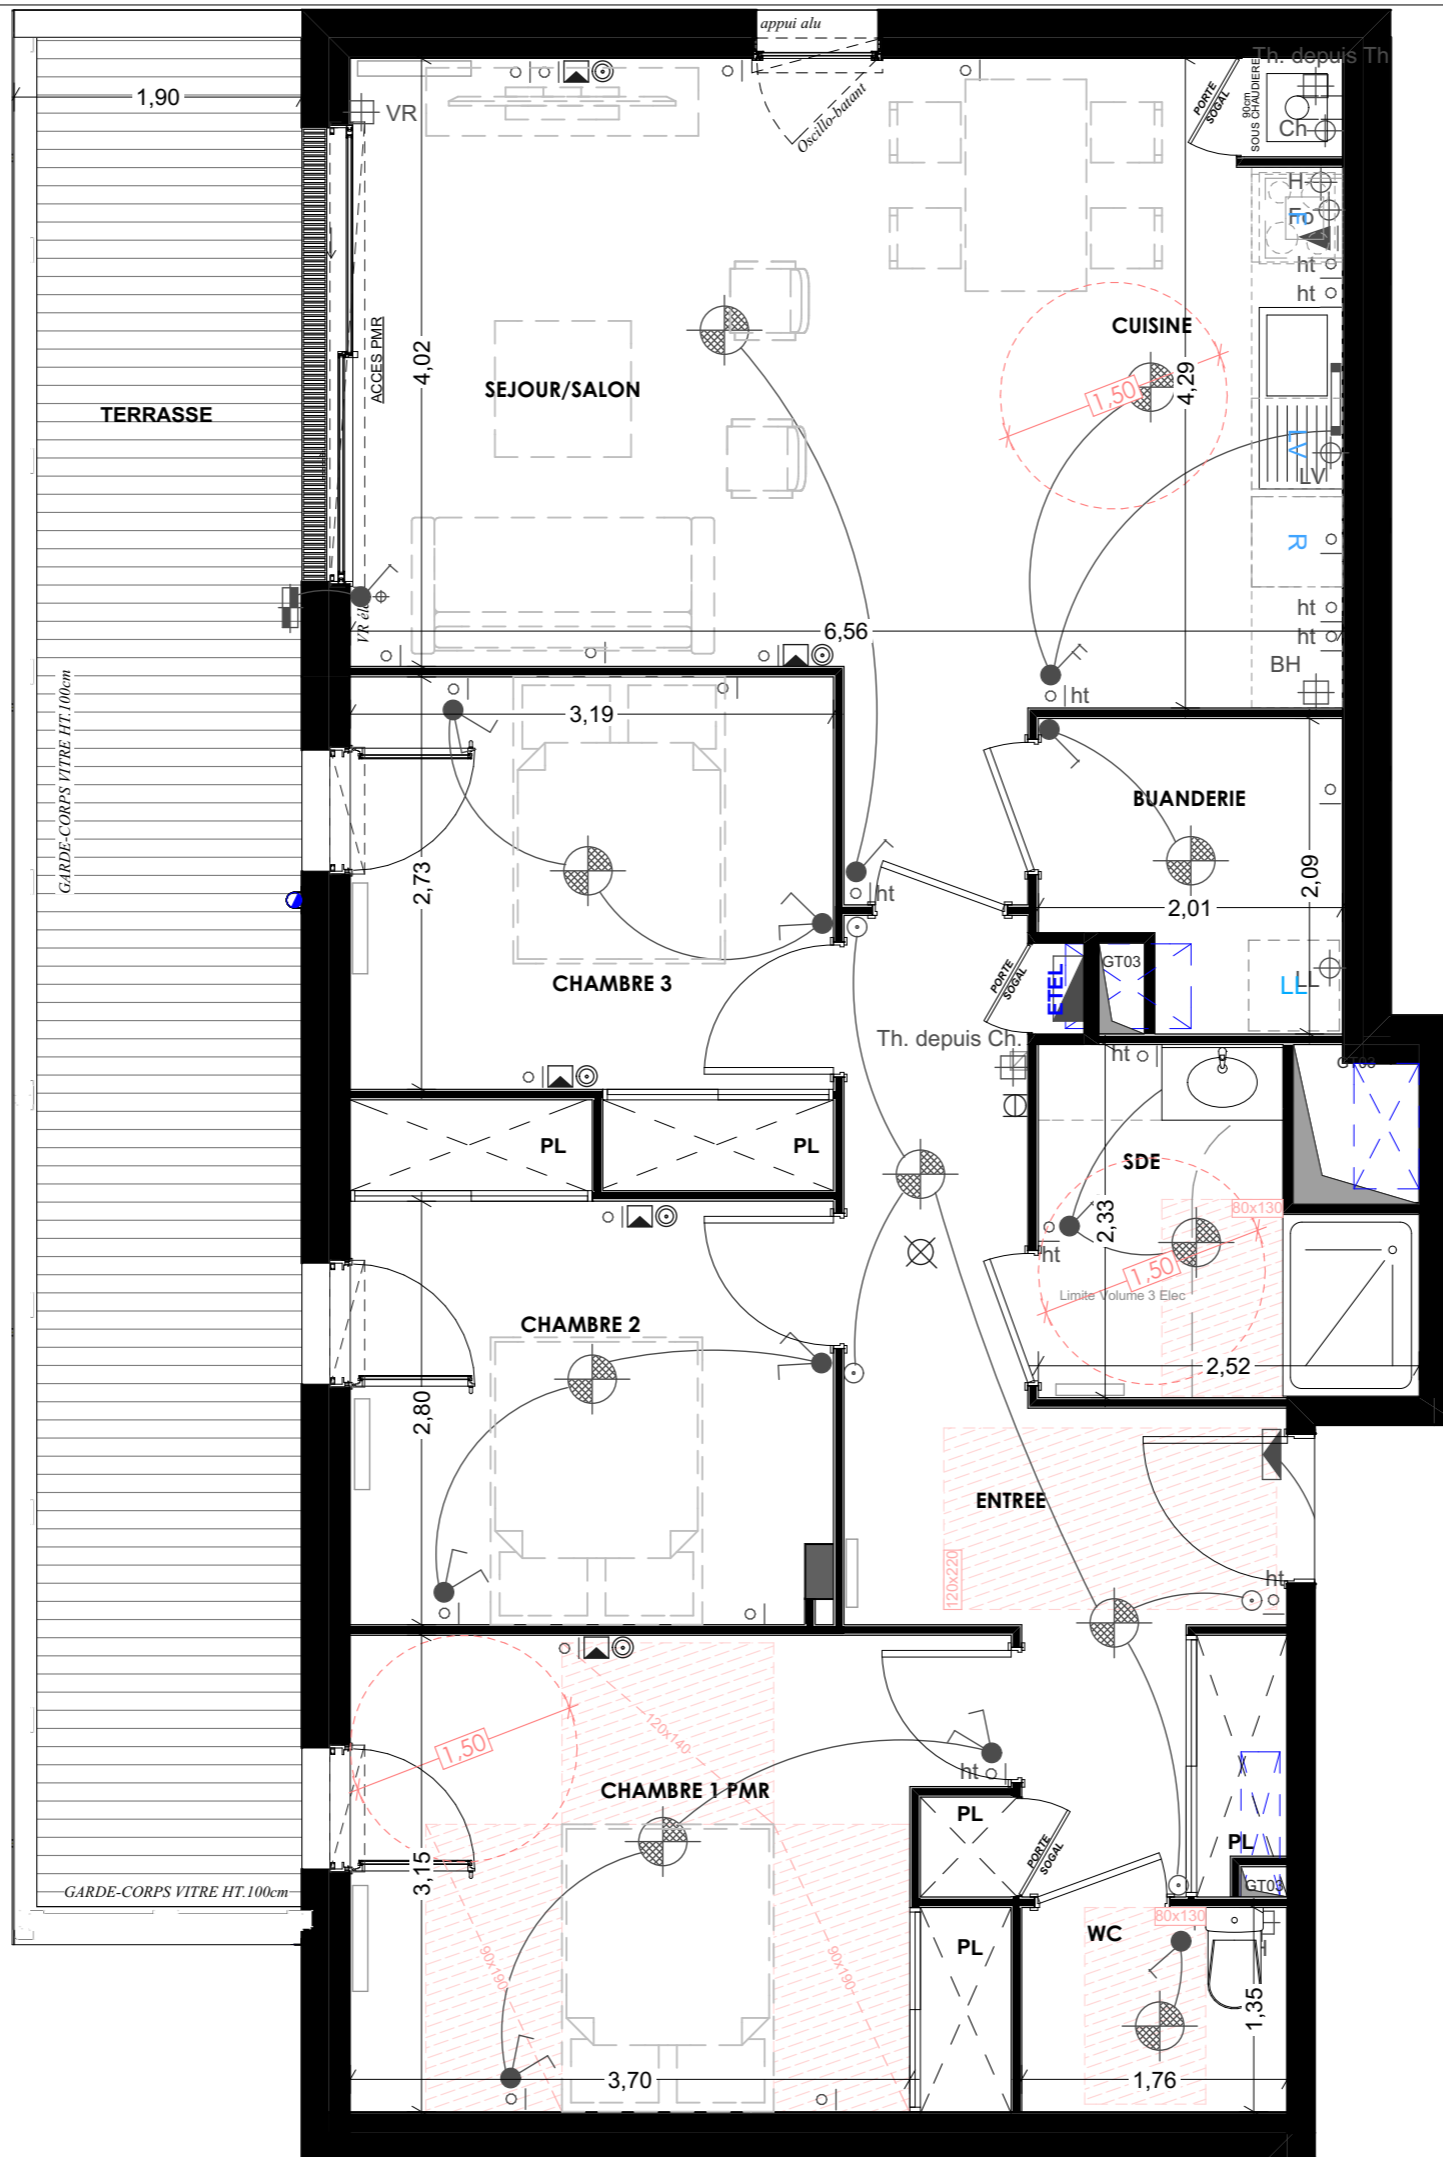 appui alu
Th. depuis Th
1,90
VR
Oscillo-batant
PORTE
SOGAL
90cm
SOUS CHAUDIERE
Ch
H
Fo
F
ht
ht
ACCES PMR
4,02
CUISINE
1,50
4,29
SEJOUR/SALON
TERRASSE
LV
LV
R
VR
6,56
ht
ht
BH
ht
GARDE-CORPS VITRE HT.100cm
3,19
BUANDERIE
2,73
2,09
ht
2,01
CHAMBRE 3
PORTE
SOGAL
ETEL
GT03
LL
LL
Th. depuis Ch.
ht
GT03
PL
PL
SDE
2,33
80x130
ht
1,50
Limite Volume 3 Elec
CHAMBRE 2
2,52
2,80
ENTREE
120x220
ht
1,50
120x140
ht
CHAMBRE 1 PMR
PL
PL
PORTE
SOGAL
3,15
GARDE-CORPS VITRE HT.100cm
GT03
80x130
WC
PL
90x190
90x190
1,35
3,70
1,76